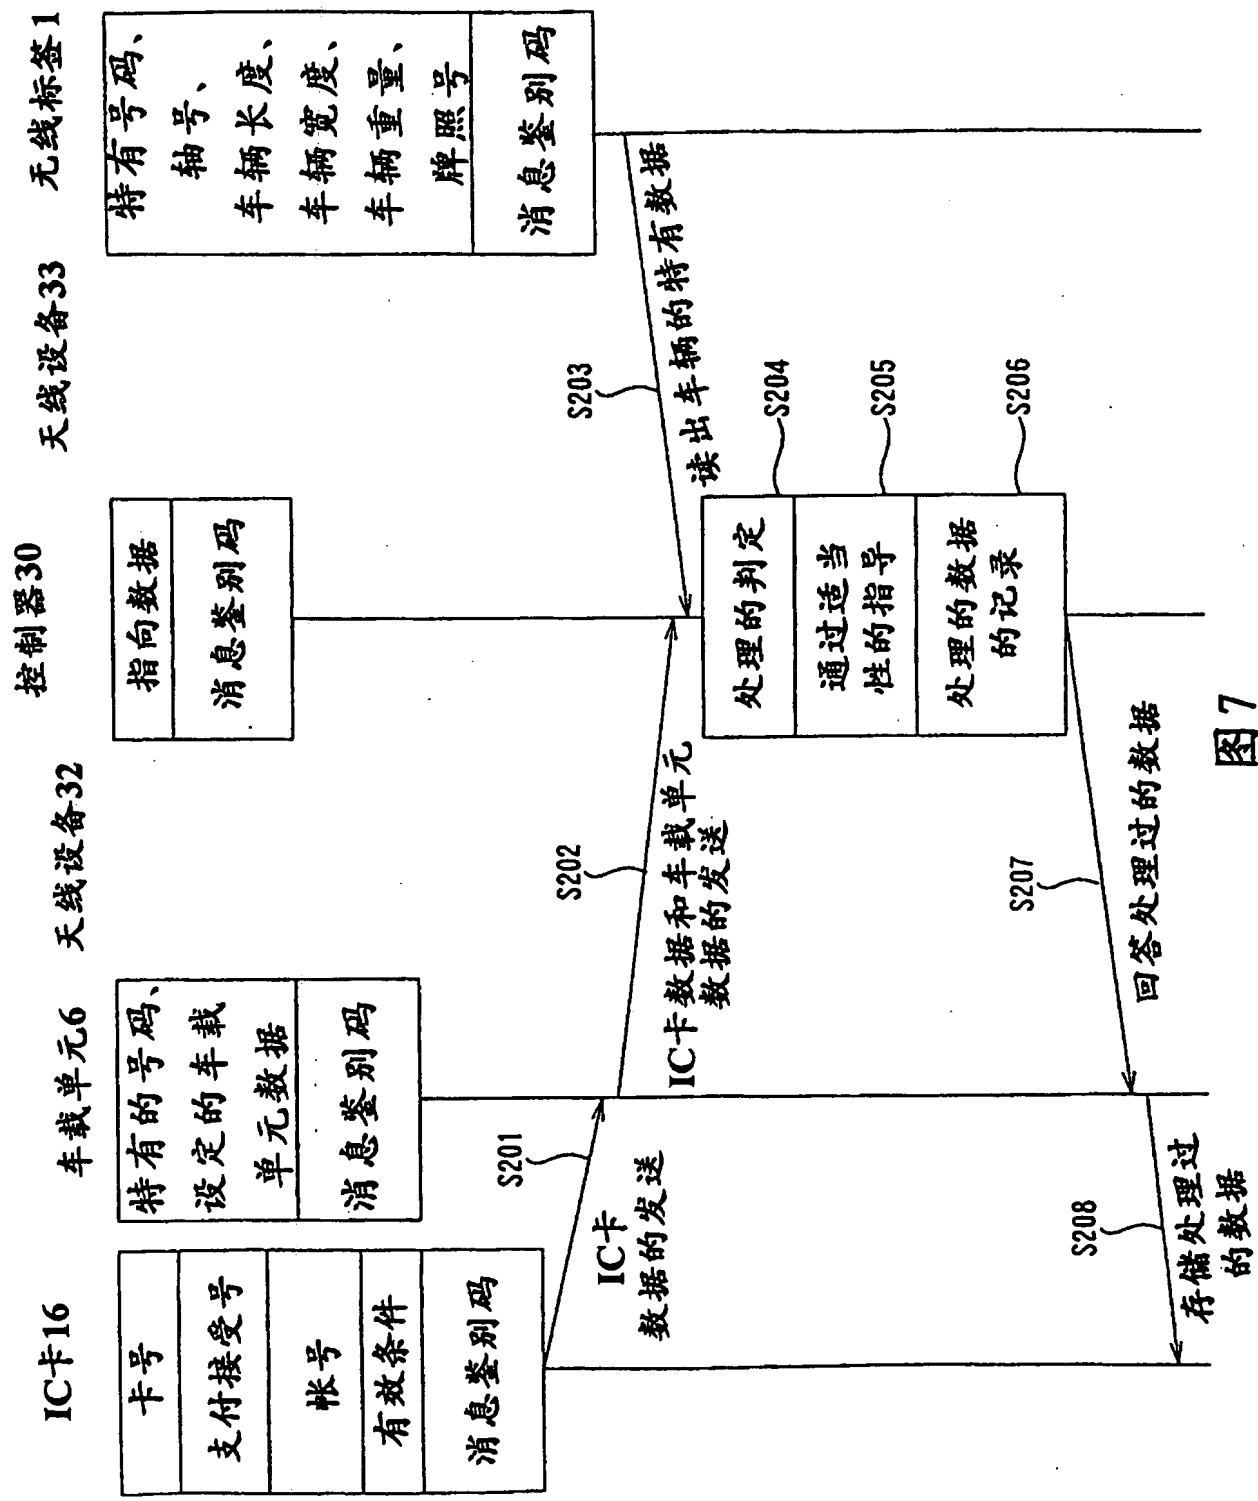 IC卡16
卡号
支付接受号
帐号
有效条件
消息鉴别码
车载单元6
特有的号码、
设定的车载
单元数据
消息鉴别码
天线设备32
控制器30
指向数据
消息鉴别码
天线设备33
无线标签1
特有号码、
轴号、
车辆长度、
车辆宽度、
车辆重量、
牌照号
消息鉴别码
S201
IC卡
数据的发送
S202
IC卡数据和车载单元
数据的发送
S203
读出车辆的特有数据
处理的判定
S204
通过适当
性的指导
S205
处理的数据
的记录
S206
S207
回答处理过的数据
S208
存储处理过
的数据
图7